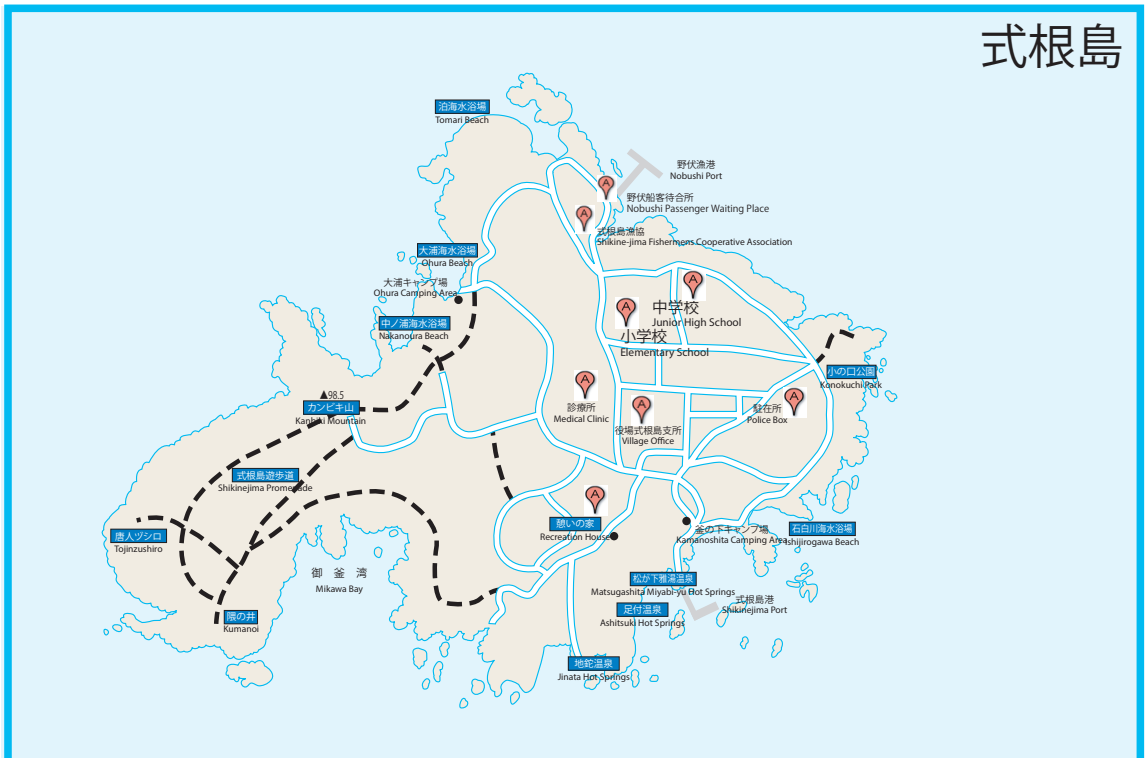 式根島
泊海水浴場
Tomari Beach
野伏漁港
Nobushi Port
A
野伏船客待合所
Nobushi Passenger Waiting Place
A
式根島漁協
Shikine-jima Fishermens Cooperative Association
大浦海水浴場
Ohura Beach
大浦キャンプ場
Ohura Camping Area
A
中学校
Junior High School
A
小学校
Elementary School
中ノ浦海水浴場
Nakanoura Beach
小の口公園
Konokuchi Park
▲98.5
カンビキ山
Kanbiki Mountain
A
診療所
Medical Clinic
A
役場式根島支所
Village Office
A
駐在所
Police Box
式根島遊歩道
Shikinejima Promenade
A
憩いの家
Recreation House
唐人ヅシロ
Tojinzushiro
釜の下キャンプ場
Kamanoshita Camping Area
石白川海水浴場
Ishijirogawa Beach
御釜湾
Mikawa Bay
松が下雅湯温泉
Matsugashita Miyabi-yu Hot Springs
式根島港
Shikinejima Port
足付温泉
Ashitsuki Hot Springs
隈の井
Kumanoi
地鉈温泉
Jinata Hot Springs